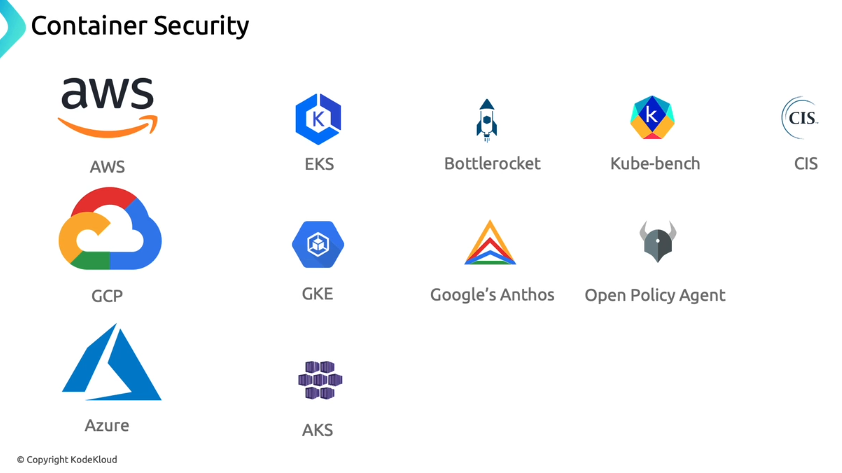 Container Security
aws
AWS
K
EKS
Bottlerocket
k
Kube-bench
CIS
CIS
GCP
GKE
Google's Anthos
Open Policy Agent
Azure
AKS
© Copyright KodeKloud